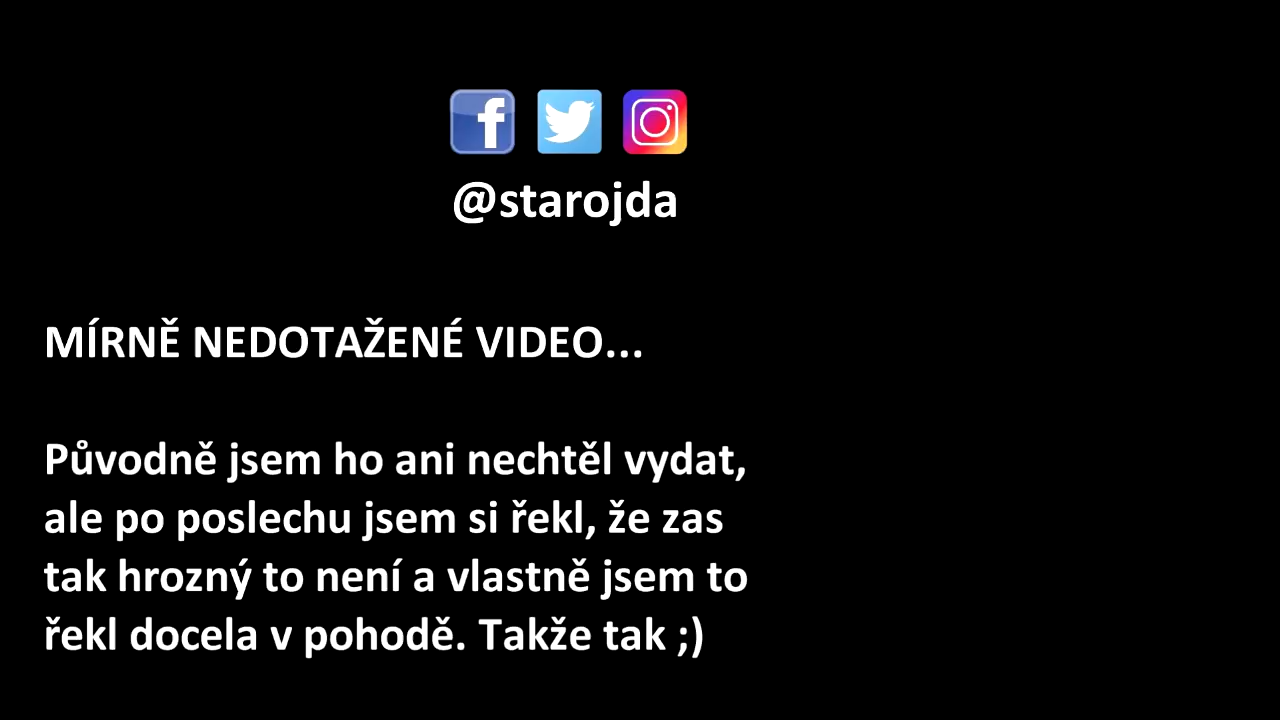 @starojda
MÍRNĚ NEDOTAŽENÉ VIDEO...
Původně jsem ho ani nechtěl vydat,
ale po poslechu jsem si řekl, že zas
tak hrozný to není a vlastně jsem to
řekl docela v pohodě. Takže tak ;)